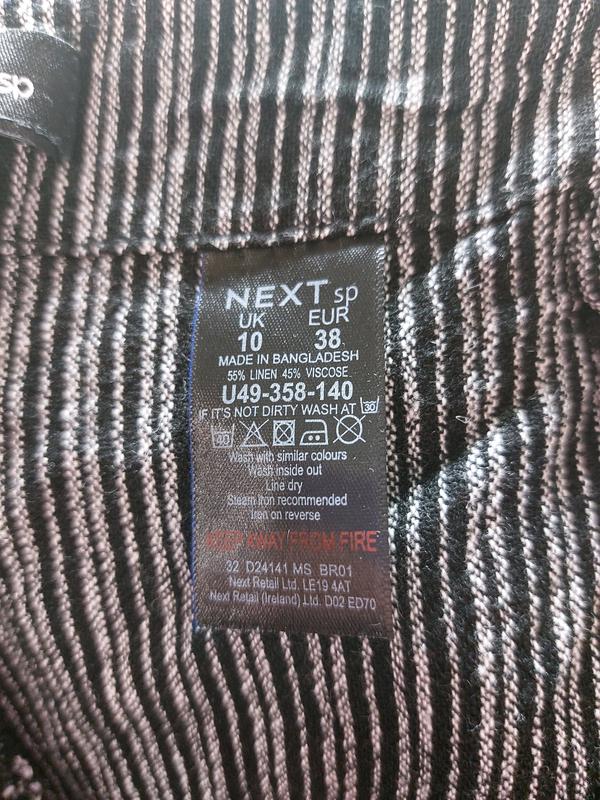 sp
NEXT sp
UK EUR
10 38
MADE IN BANGLADESH
55% LINEN 45% VISCOSE
U49-358-140
IF IT'S NOT DIRTY WASH AT 30
40
Wash with similar colours
Wash inside out
Line dry
Steam iron recommended
Iron on reverse
KEEP AWAY FROM FIRE
32 D24141 MS BR01
Next Retail Ltd. LE19 4AT
Next Retail (Ireland) Ltd. D02 ED70